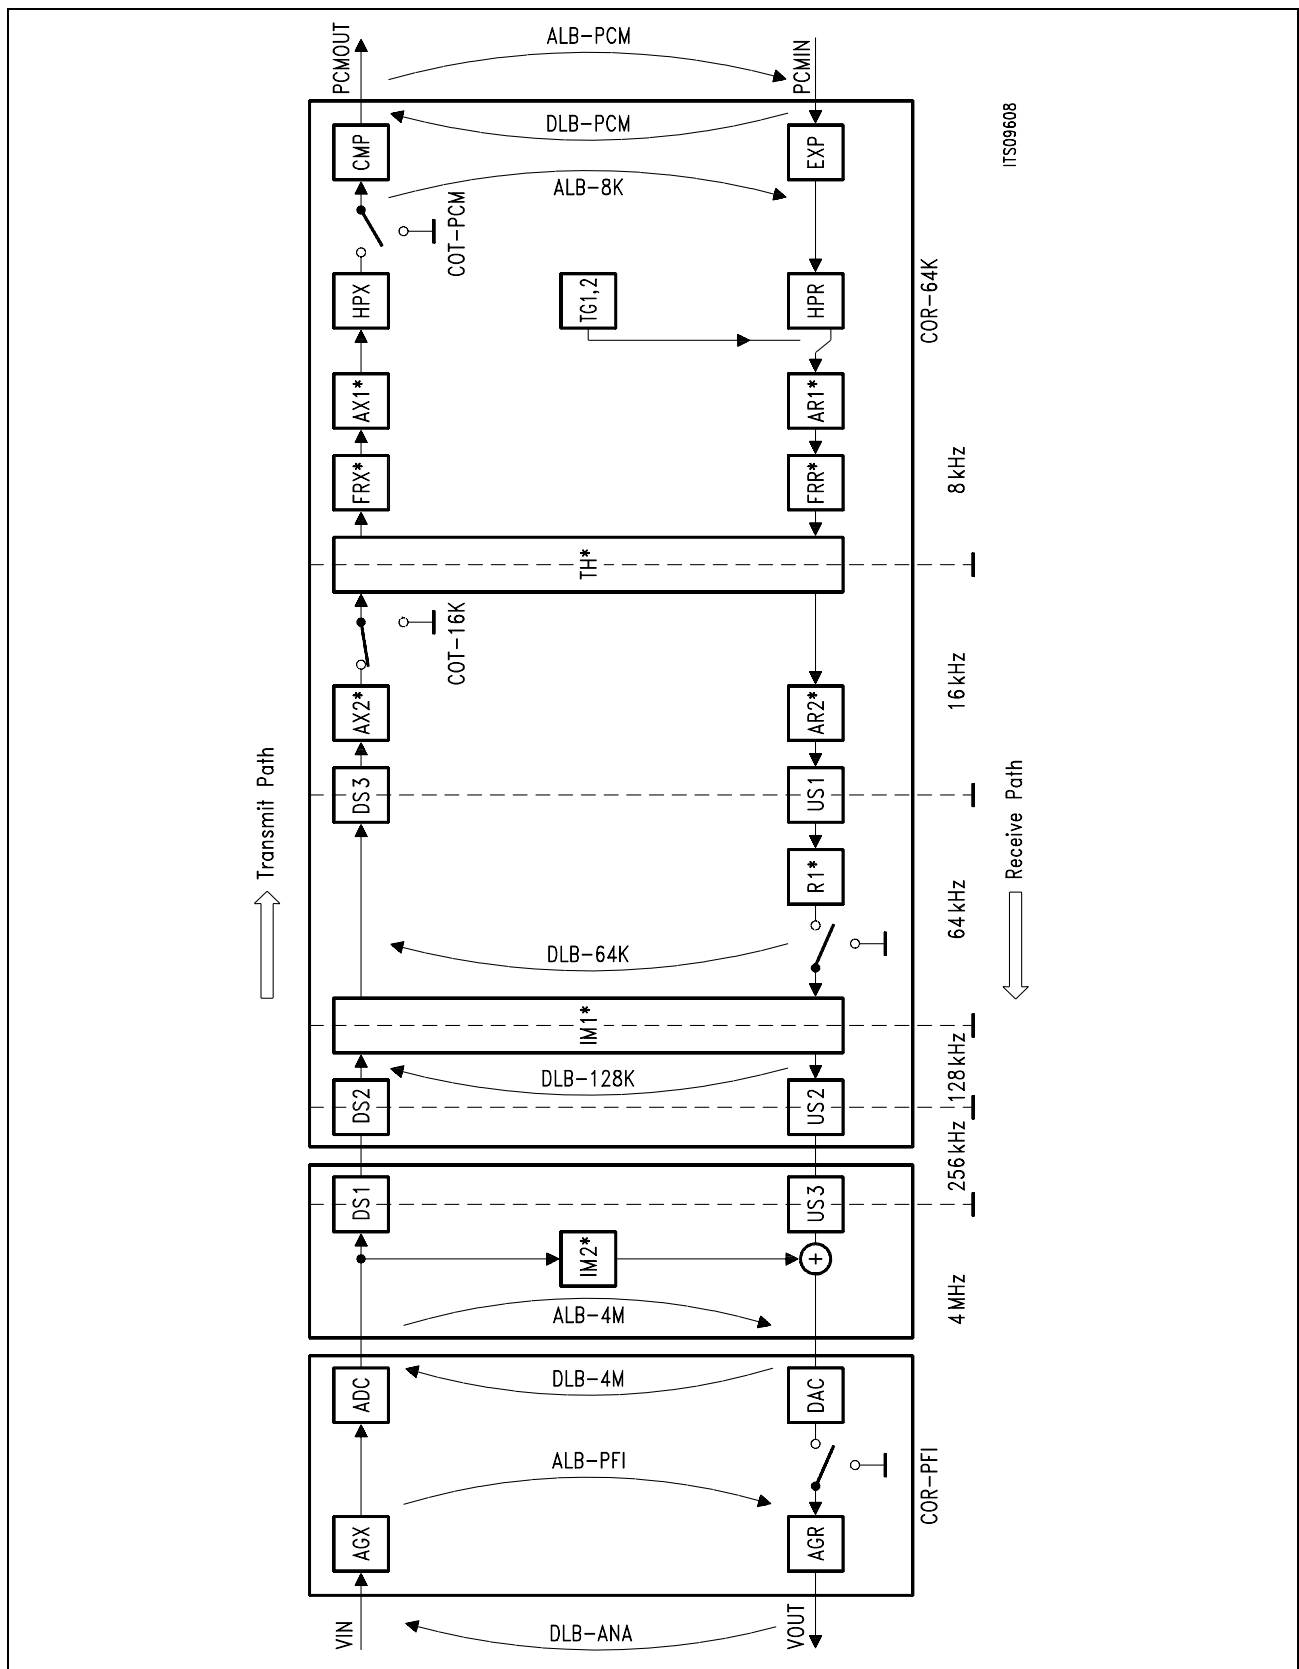 PCMOUT
ALB-PCM
PCMIN
DLB-PCM
CMP
EXP
ALB-8K
COT-PCM
HPX
TG1,2
HPR
COR-64K
AX1*
AR1*
FRX*
FRR*
8 kHz
TH*
COT-16K
AX2*
AR2*
16 kHz
DS3
US1
Transmit Path
Receive Path
R1*
64 kHz
DLB-64K
IM1*
128 kHz
DLB-128K
DS2
US2
256 kHz
DS1
US3
IM2*
+
4 MHz
ALB-4M
DLB-4M
ADC
DAC
ALB-PFI
COR-PFI
AGX
AGR
VIN
VOUT
DLB-ANA
ITS09608